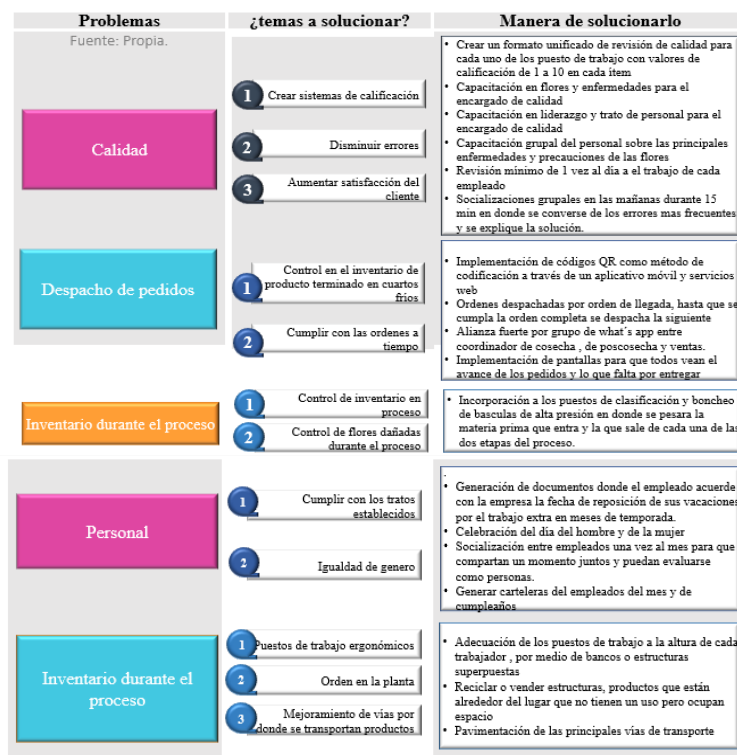 Problemas
¿temas a solucionar?
Manera de solucionarlo
Fuente: Propia.
Calidad
1 Crear sistemas de calificación
2 Disminuir errores
3 Aumentar satisfacción del
cliente
• Crear un formato unificado de revisión de calidad para
cada uno de los puesto de trabajo con valores de
calificación de 1 a 10 en cada ítem
• Capacitación en flores y enfermedades para el
encargado de calidad
• Capacitación en liderazgo y trato de personal para el
encargado de calidad
• Capacitación grupal del personal sobre las principales
enfermedades y precauciones de las flores
• Revisión mínimo de 1 vez al día a el trabajo de cada
empleado
• Socializaciones grupales en las mañanas durante 15
min en donde se converse de los errores mas frecuentes
y se explique la solución.
Despacho de pedidos
1 Control en el inventario de
producto terminado en cuartos
fríos
2 Cumplir con las ordenes a
tiempo
• Implementación de códigos QR como método de
codificación a través de un aplicativo móvil y servicios
web
• Ordenes despachadas por orden de llegada, hasta que se
cumpla la orden completa se despacha la siguiente
• Alianza fuerte por grupo de what´s app entre
coordinador de cosecha , de poscosecha y ventas.
• Implementación de pantallas para que todos vean el
avance de los pedidos y lo que falta por entregar
Inventario durante el proceso
1 Control de inventario en
proceso
2 Control de flores dañadas
durante el proceso
• Incorporación a los puestos de clasificación y boncheo
de basculas de alta presión en donde se pesara la
materia prima que entra y la que sale de cada una de las
dos etapas del proceso.
Personal
1 Cumplir con los tratos
establecidos
2 Igualdad de genero
.
• Generación de documentos donde el empleado acuerde
con la empresa la fecha de reposición de sus vacaciones
por el trabajo extra en meses de temporada.
• Celebración del día del hombre y de la mujer
• Socialización entre empleados una vez al mes para que
compartan un momento juntos y puedan evaluarse
como personas.
• Generar carteleras del empleados del mes y de
cumpleaños
Inventario durante el
proceso
1 Puestos de trabajo ergonómicos
2 Orden en la planta
3 Mejoramiento de vías por
donde se transportan productos
• Adecuación de los puestos de trabajo a la altura de cada
trabajador , por medio de bancos o estructuras
superpuestas
• Reciclar o vender estructuras, productos que están
alrededor del lugar que no tienen un uso pero ocupan
espacio
• Pavimentación de las principales vías de transporte